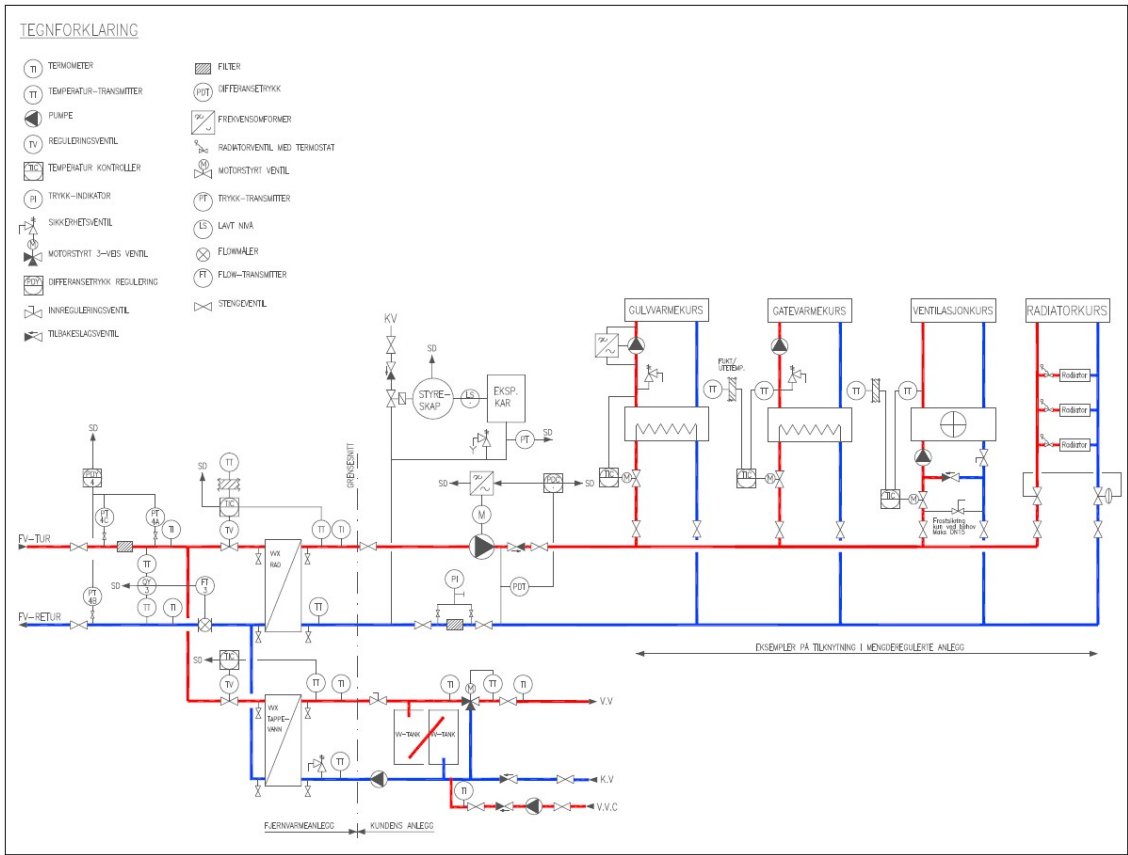 TEGNFORKLARING
TI TERMOMETER
TT TEMPERATUR-TRANSMITTER
PUMPE
TV REGULERINGSVENTIL
TIC TEMPERATUR KONTROLLER
PI TRYKK-INDIKATOR
SIKKERHETSVENTIL
M MOTORSTYRT 3-VEIS VENTIL
PDY DIFFERANSETRYKK REGULERING
INNREGULERINGSVENTIL
TILBAKESLAGSVENTIL
FILTER
PDT DIFFERANSETRYKK
FREKVENSOMFORMER
RADIATORVENTIL MED TERMOSTAT
M MOTORSTYRT VENTIL
PT TRYKK-TRANSMITTER
LS LAVT NIVÅ
FLOWMÅLER
FT FLOW-TRANSMITTER
STENGEVENTIL
GULVVARMEKURS
GATEVARMEKURS
VENTILASJONKURS
RADIATORKURS
KV
SD
STYRE-
SKAP
LS
EKSP.
KAR
PT
SD
FUKT/
UTETEMP.
TT
TT
TT
TT
Radiator
Radiator
Radiator
SD
PDY
4
PT
4C
PT
4A
TI
SD
TT
TIC
TV
TT
TI
GRENSESNITT
SD
M
PDC
SD
TIC
M
TIC
M
TIC
M
Frostsikring
kun ved behov
Maks DN15
FV-TUR
TT
SD
QY
3
FT
3
PT
4B
TT
TI
VVX
RAD
TT
PI
PDT
FV-RETUR
EKSEMPLER PÅ TILKNYTNING I MENGDEREGULERTE ANLEGG
SD
TIC
TV
TT
TI
TI
M
TT
TI
V.V
VVX
TAPPE-
VANN
VV-TANK
VV-TANK
TT
K.V
TI
V.V.C
FJERNVARMEANLEGG
KUNDENS ANLEGG